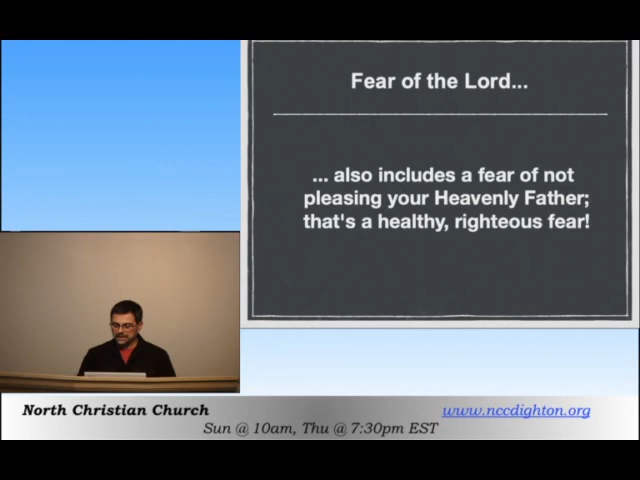 Fear of the Lord...
... also includes a fear of not
pleasing your Heavenly Father;
that's a healthy, righteous fear!
North Christian Church
www.nccdighton.org
Sun @ 10am, Thu @ 7:30pm EST